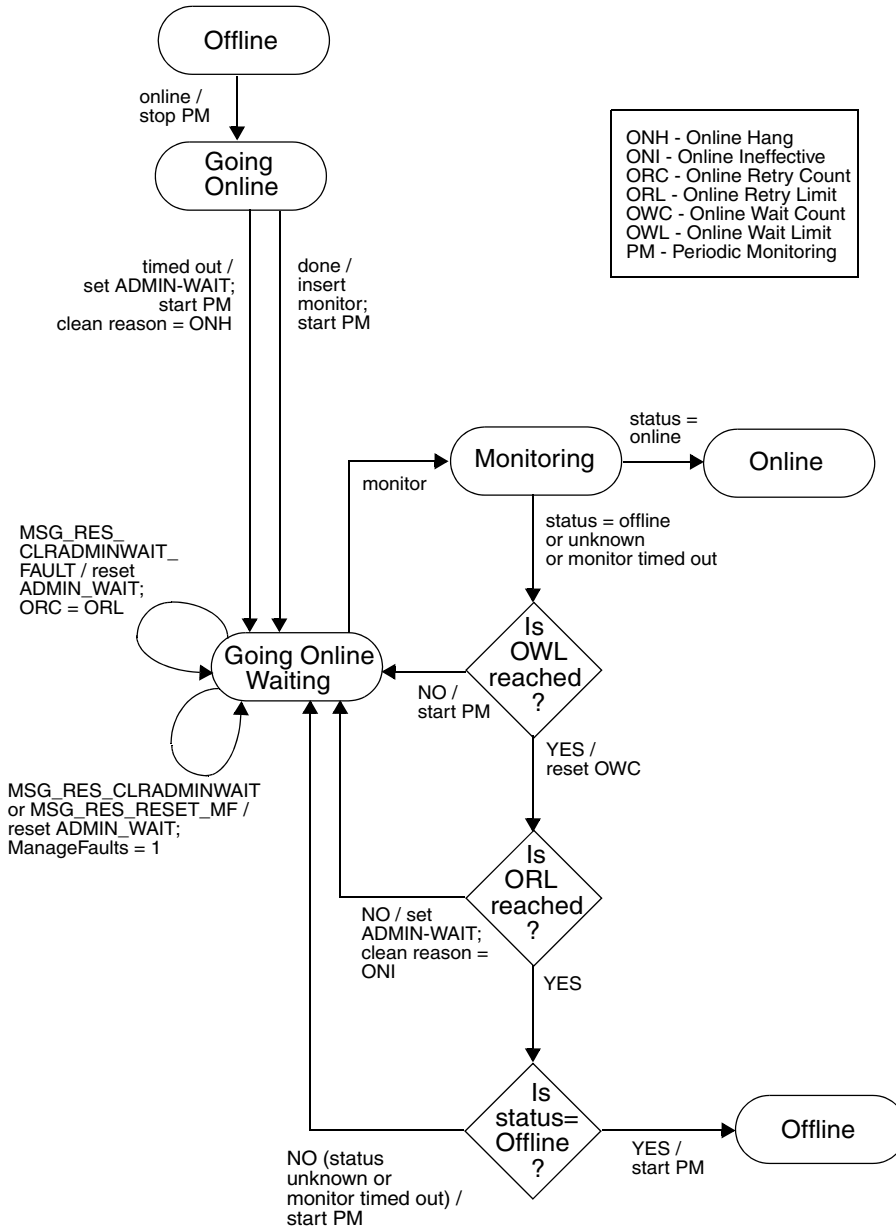 Offline
online /
stop PM
ONH - Online Hang
ONI - Online Ineffective
ORC - Online Retry Count
ORL - Online Retry Limit
OWC - Online Wait Count
OWL - Online Wait Limit
PM - Periodic Monitoring
Going
Online
timed out /
set ADMIN-WAIT;
start PM
clean reason = ONH
done /
insert
monitor;
start PM
Monitoring
status =
online
Online
monitor
status = offline
or unknown
or monitor timed out
MSG_RES_
CLRADMINWAIT_
FAULT / reset
ADMIN_WAIT;
ORC = ORL
Going Online
Waiting
Is
OWL
reached
?
NO /
start PM
YES /
reset OWC
MSG_RES_CLRADMINWAIT
or MSG_RES_RESET_MF /
reset ADMIN_WAIT;
ManageFaults = 1
Is
ORL
reached
?
NO / set
ADMIN-WAIT;
clean reason =
ONI
YES
Is
status=
Offline
?
YES /
start PM
Offline
NO (status
unknown or
monitor timed out) /
start PM